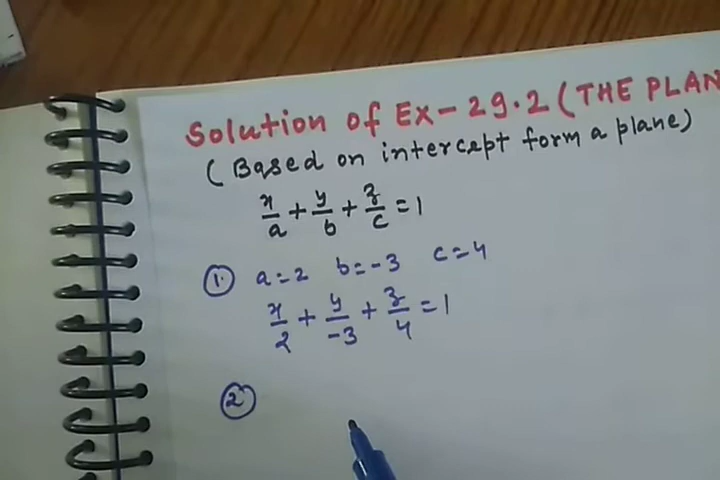 Solution of Ex-29.2 (THE PLAN
(Based on intercept form a plane)
x/a + y/b + z/c = 1
(1.) a=2 b=-3 c=4
x/2 + y/-3 + z/4 = 1
(2)